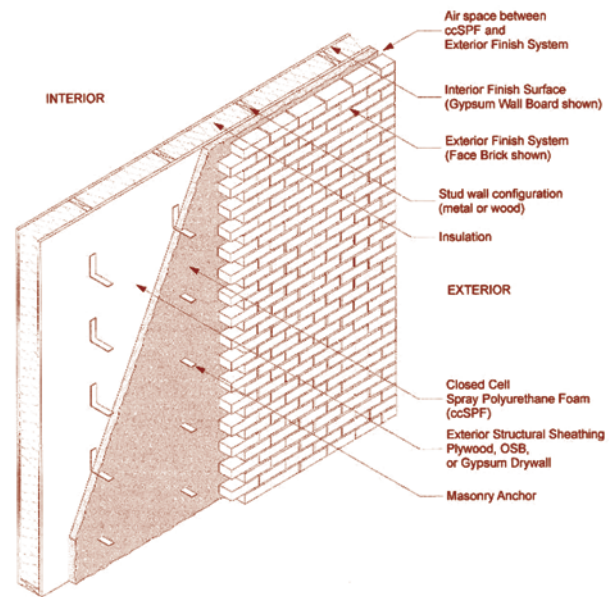 Air space between
ccSPF and
Exterior Finish System
INTERIOR
Interior Finish Surface
(Gypsum Wall Board shown)
Exterior Finish System
(Face Brick shown)
Stud wall configuration
(metal or wood)
Insulation
EXTERIOR
Closed Cell
Spray Polyurethane Foam
(ccSPF)
Exterior Structural Sheathing
Plywood, OSB,
or Gypsum Drywall
Masonry Anchor